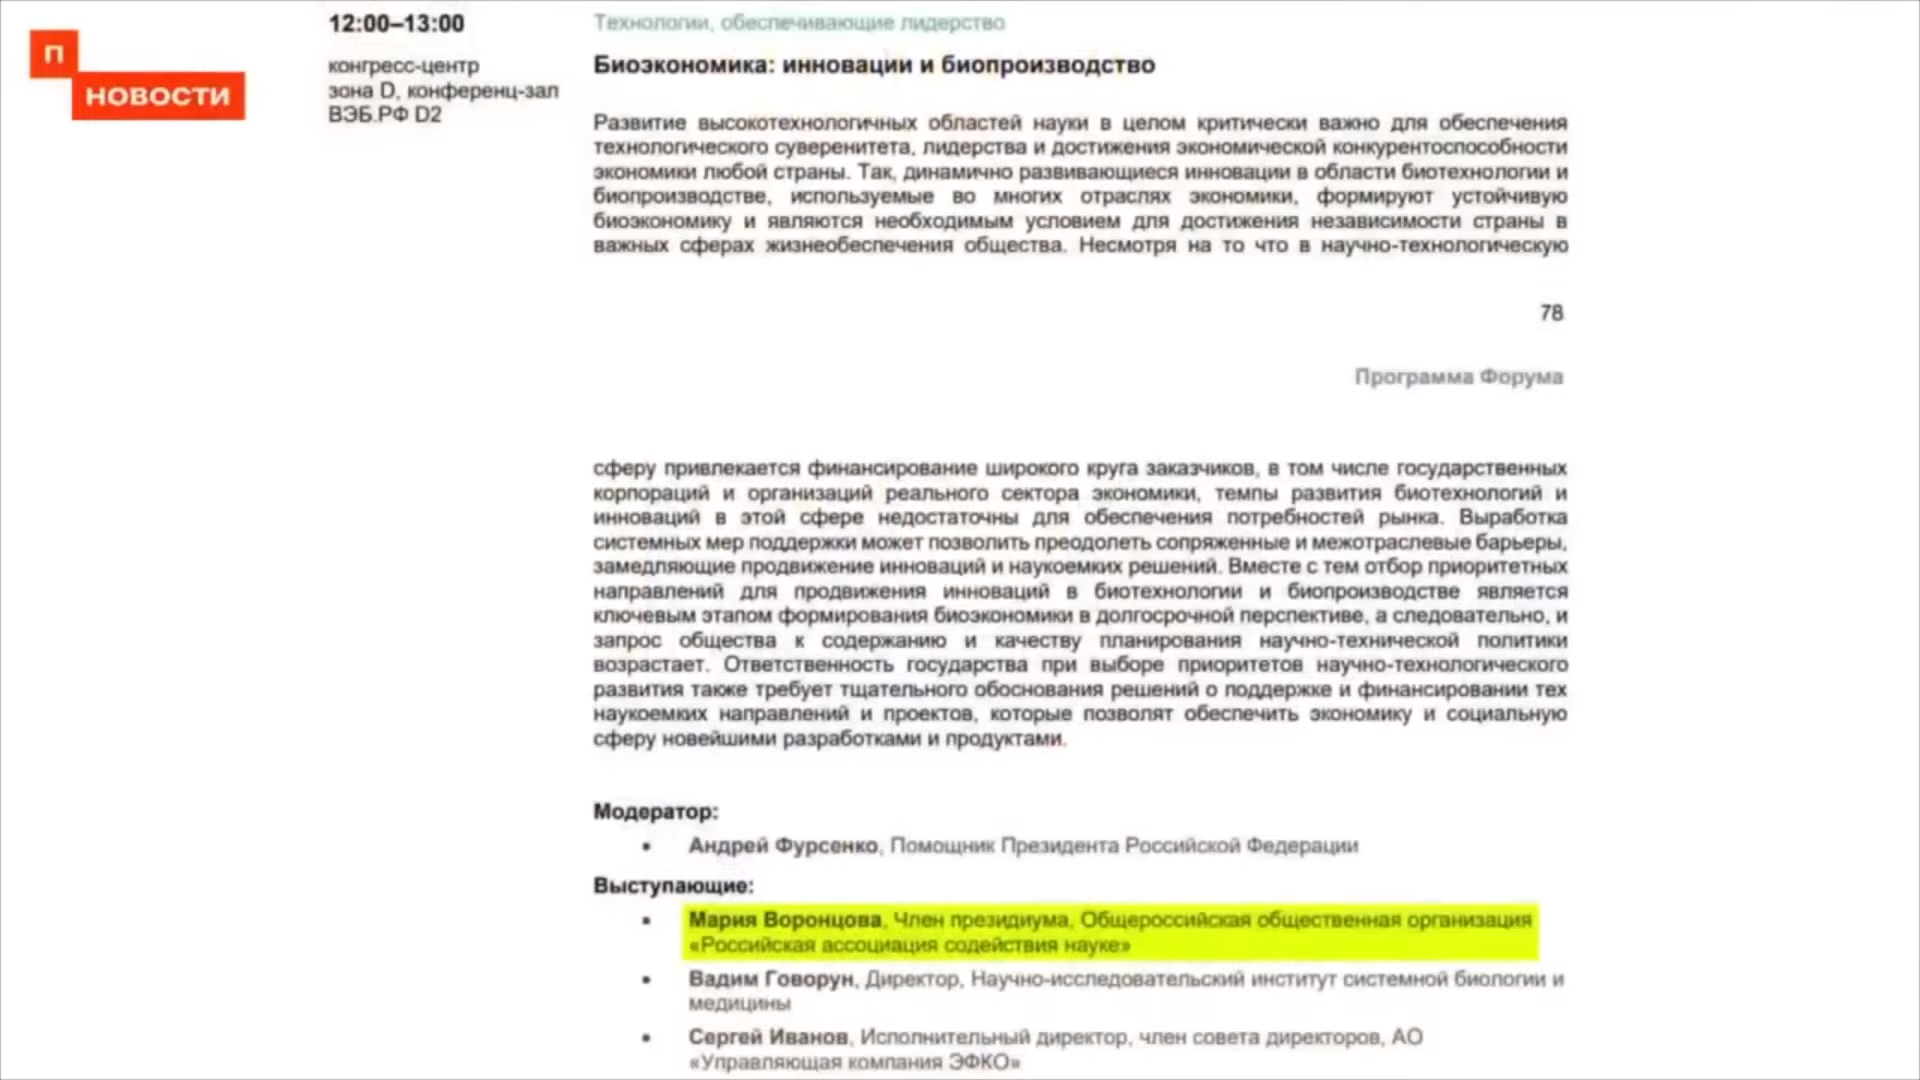 П
НОВОСТИ
12:00–13:00
конгресс-центр
зона D, конференц-зал
ВЭБ.РФ D2
Технологии, обеспечивающие лидерство
Биоэкономика: инновации и биопроизводство
Развитие высокотехнологичных областей науки в целом критически важно для обеспечения
технологического суверенитета, лидерства и достижения экономической конкурентоспособности
экономики любой страны. Так, динамично развивающиеся инновации в области биотехнологии и
биопроизводстве, используемые во многих отраслях экономики, формируют устойчивую
биоэкономику и являются необходимым условием для достижения независимости страны в
важных сферах жизнеобеспечения общества. Несмотря на то что в научно-технологическую
78
Программа Форума
сферу привлекается финансирование широкого круга заказчиков, в том числе государственных
корпораций и организаций реального сектора экономики, темпы развития биотехнологий и
инноваций в этой сфере недостаточны для обеспечения потребностей рынка. Выработка
системных мер поддержки может позволить преодолеть сопряженные и межотраслевые барьеры,
замедляющие продвижение инноваций и наукоемких решений. Вместе с тем отбор приоритетных
направлений для продвижения инноваций в биотехнологии и биопроизводстве является
ключевым этапом формирования биоэкономики в долгосрочной перспективе, а следовательно, и
запрос общества к содержанию и качеству планирования научно-технической политики
возрастает. Ответственность государства при выборе приоритетов научно-технологического
развития также требует тщательного обоснования решений о поддержке и финансировании тех
наукоемких направлений и проектов, которые позволят обеспечить экономику и социальную
сферу новейшими разработками и продуктами.
Модератор:
• Андрей Фурсенко, Помощник Президента Российской Федерации
Выступающие:
• Мария Воронцова, Член президиума, Общероссийская общественная организация
«Российская ассоциация содействия науке»
• Вадим Говорун, Директор, Научно-исследовательский институт системной биологии и
медицины
• Сергей Иванов, Исполнительный директор, член совета директоров, АО
«Управляющая компания ЭФКО»